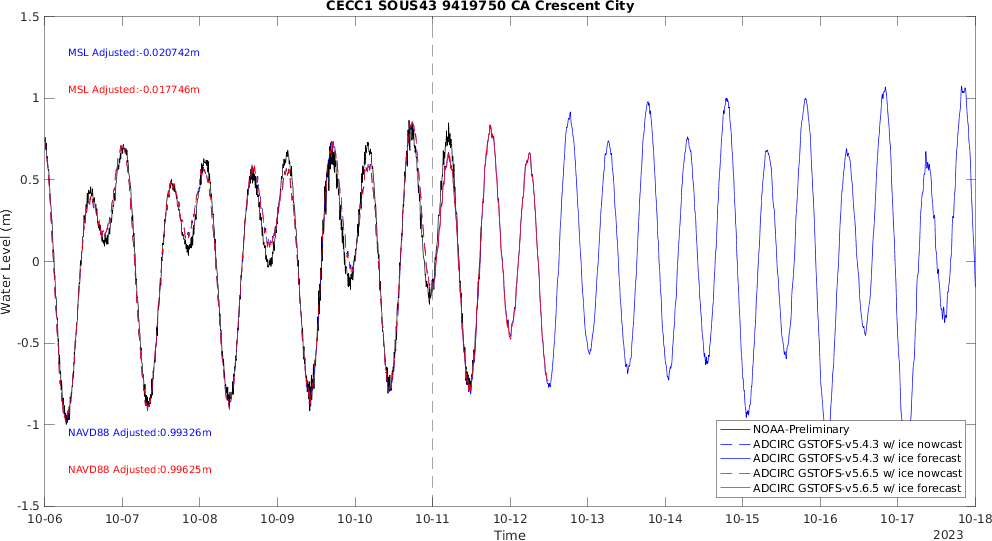 CECC1 SOUS43 9419750 CA Crescent City
1.5
MSL Adjusted:-0.020742m
MSL Adjusted:-0.017746m
1
0.5
0
Water Level (m)
-0.5
-1
NAVD88 Adjusted:0.99326m
NAVD88 Adjusted:0.99625m
-1.5
NOAA-Preliminary
ADCIRC GSTOFS-v5.4.3 w/ ice nowcast
ADCIRC GSTOFS-v5.4.3 w/ ice forecast
ADCIRC GSTOFS-v5.6.5 w/ ice nowcast
ADCIRC GSTOFS-v5.6.5 w/ ice forecast
10-06 10-07 10-08 10-09 10-10 10-11 10-12 10-13 10-14 10-15 10-16 10-17 10-18
Time
2023